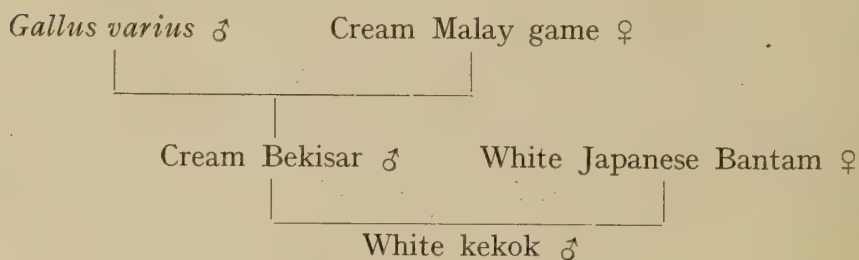 Gallus varius ♂ Cream Malay game ♀
Cream Bekisar ♂ White Japanese Bantam ♀
White kekok ♂